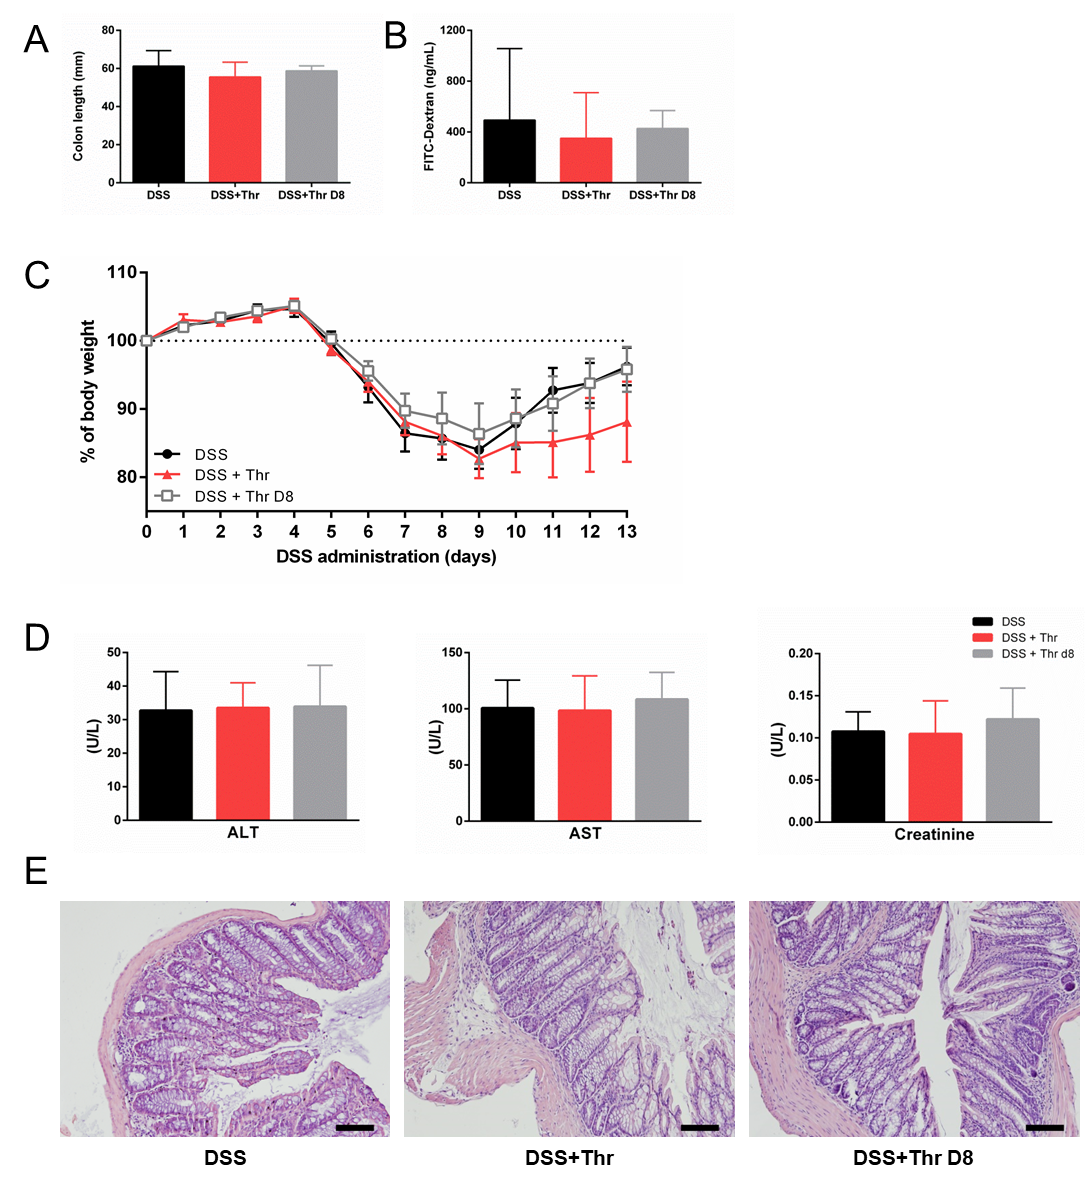 A
Colon length (mm)
80
60
40
20
0
DSS
DSS+Thr
DSS+Thr D8
B
FITC-Dextran (ng/mL)
1200
800
400
0
DSS
DSS+Thr
DSS+Thr D8
C
% of body weight
110
100
90
80
DSS
DSS + Thr
DSS + Thr D8
0 1 2 3 4 5 6 7 8 9 10 11 12 13
DSS administration (days)
D
(U/L)
50
40
30
20
10
0
ALT
(U/L)
150
100
50
0
AST
DSS
DSS + Thr
DSS + Thr d8
(U/L)
0.20
0.15
0.10
0.05
0.00
Creatinine
E
DSS
DSS+Thr
DSS+Thr D8